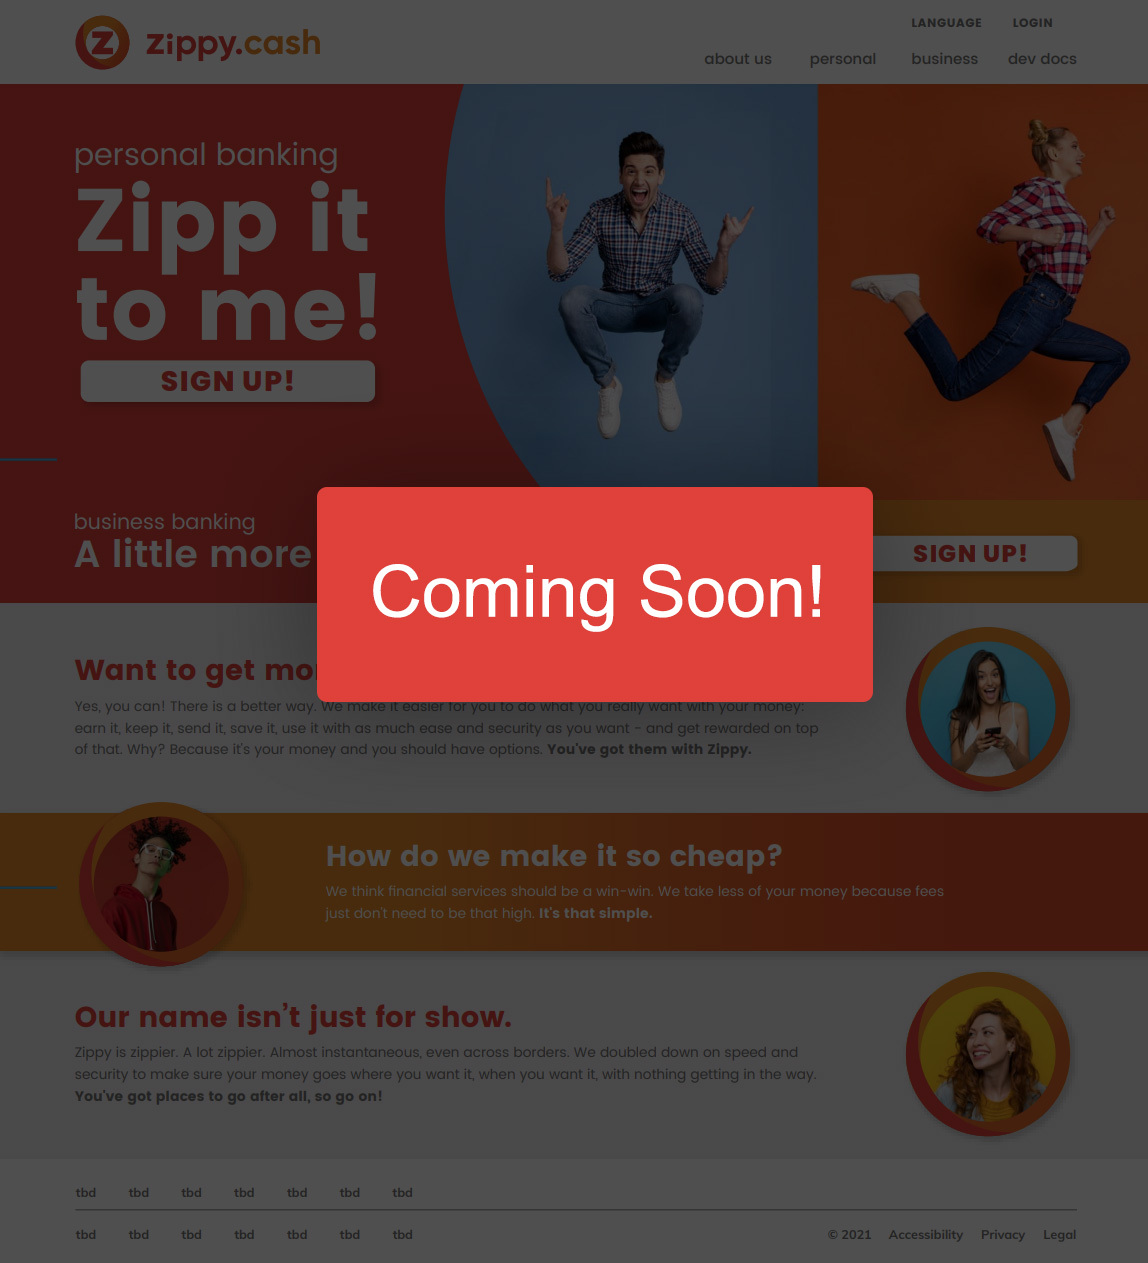 zippy.cash
LANGUAGE LOGIN
about us personal business dev docs
personal banking
Zipp it
to me!
SIGN UP!
business banking
A little more
SIGN UP!
Coming Soon!
Want to get mor
Yes, you can! There is a better way. We make it easier for you to do what you really want with your money:
earn it, keep it, send it, save it, use it with as much ease and security as you want - and get rewarded on top
of that. Why? Because it's your money and you should have options. You've got them with Zippy.
How do we make it so cheap?
We think financial services should be a win-win. We take less of your money because fees
just don't need to be that high. It's that simple.
Our name isn't just for show.
Zippy is zippier. A lot zippier. Almost instantaneous, even across borders. We doubled down on speed and
security to make sure your money goes where you want it, when you want it, with nothing getting in the way.
You've got places to go after all, so go on!
tbd tbd tbd tbd tbd tbd tbd
tbd tbd tbd tbd tbd tbd tbd
© 2021 Accessibility Privacy Legal